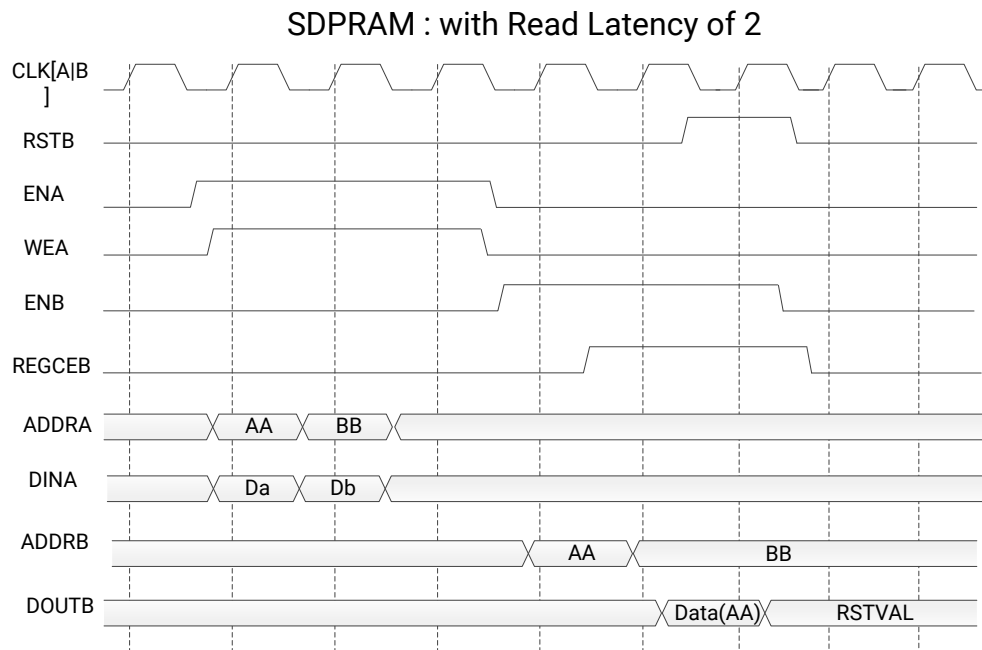 SDPRAM : with Read Latency of 2
CLK[A|B
]
RSTB
ENA
WEA
ENB
REGCEB
ADDRA AA BB
DINA Da Db
ADDRB AA BB
DOUTB Data(AA) RSTVAL